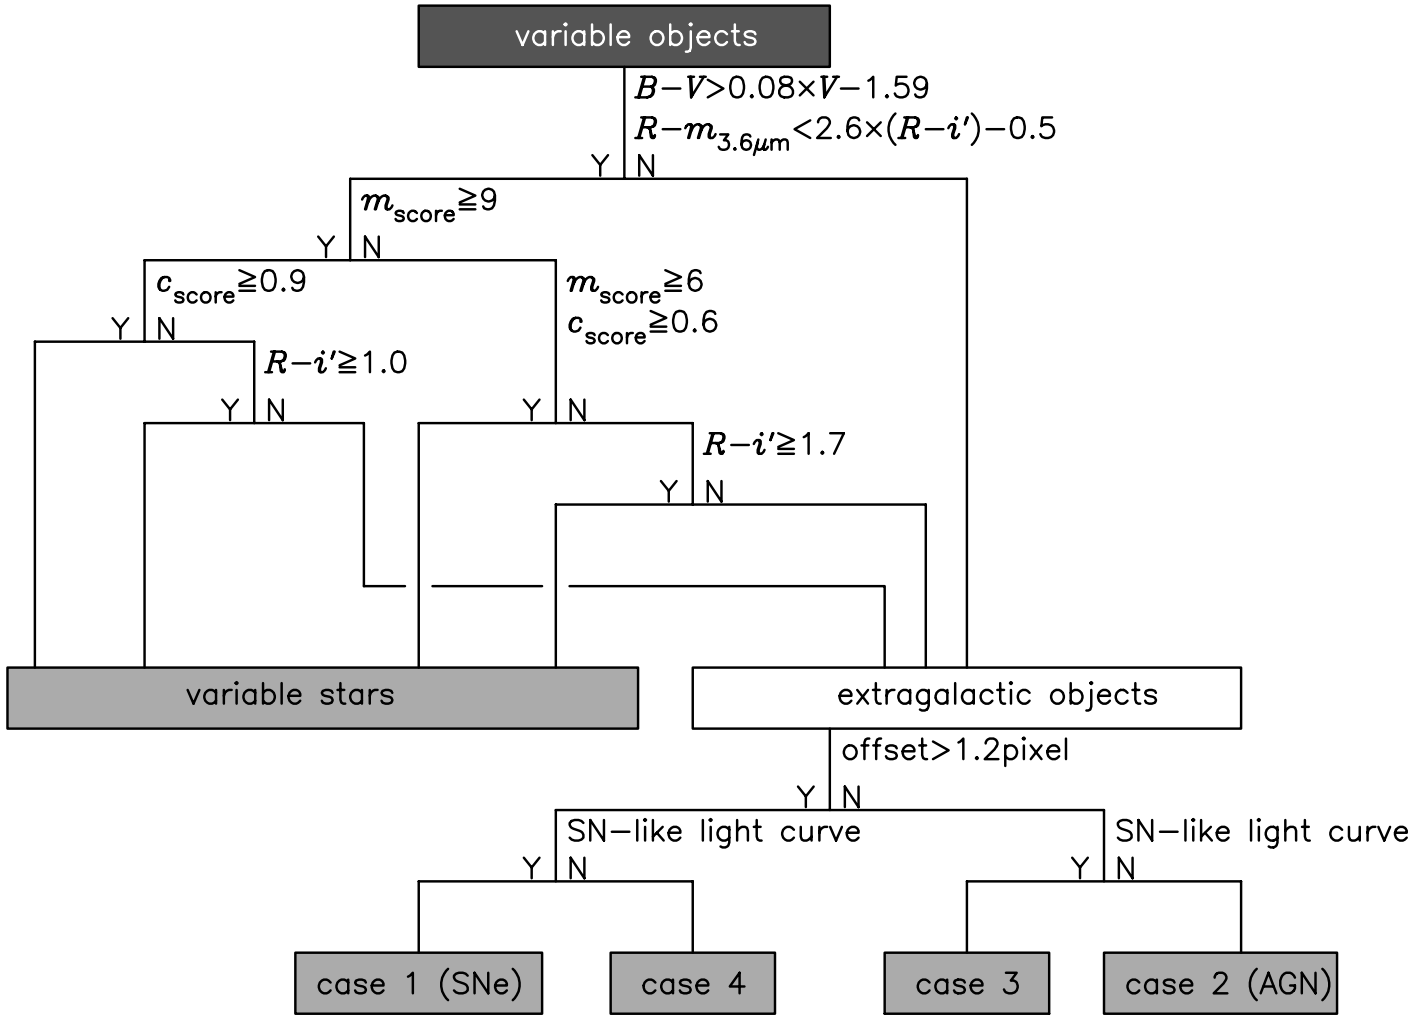 variable objects
B−V>0.08×V−1.59
R−m3.6μm<2.6×(R−i′)−0.5
Y N
mscore≧9
Y N
cscore≧0.9
mscore≧6
cscore≧0.6
Y N
R−i′≧1.0
Y N
Y N
R−i′≧1.7
Y N
variable stars
extragalactic objects
offset>1.2pixel
Y N
SN−like light curve
SN−like light curve
Y N
Y N
case 1 (SNe)
case 4
case 3
case 2 (AGN)